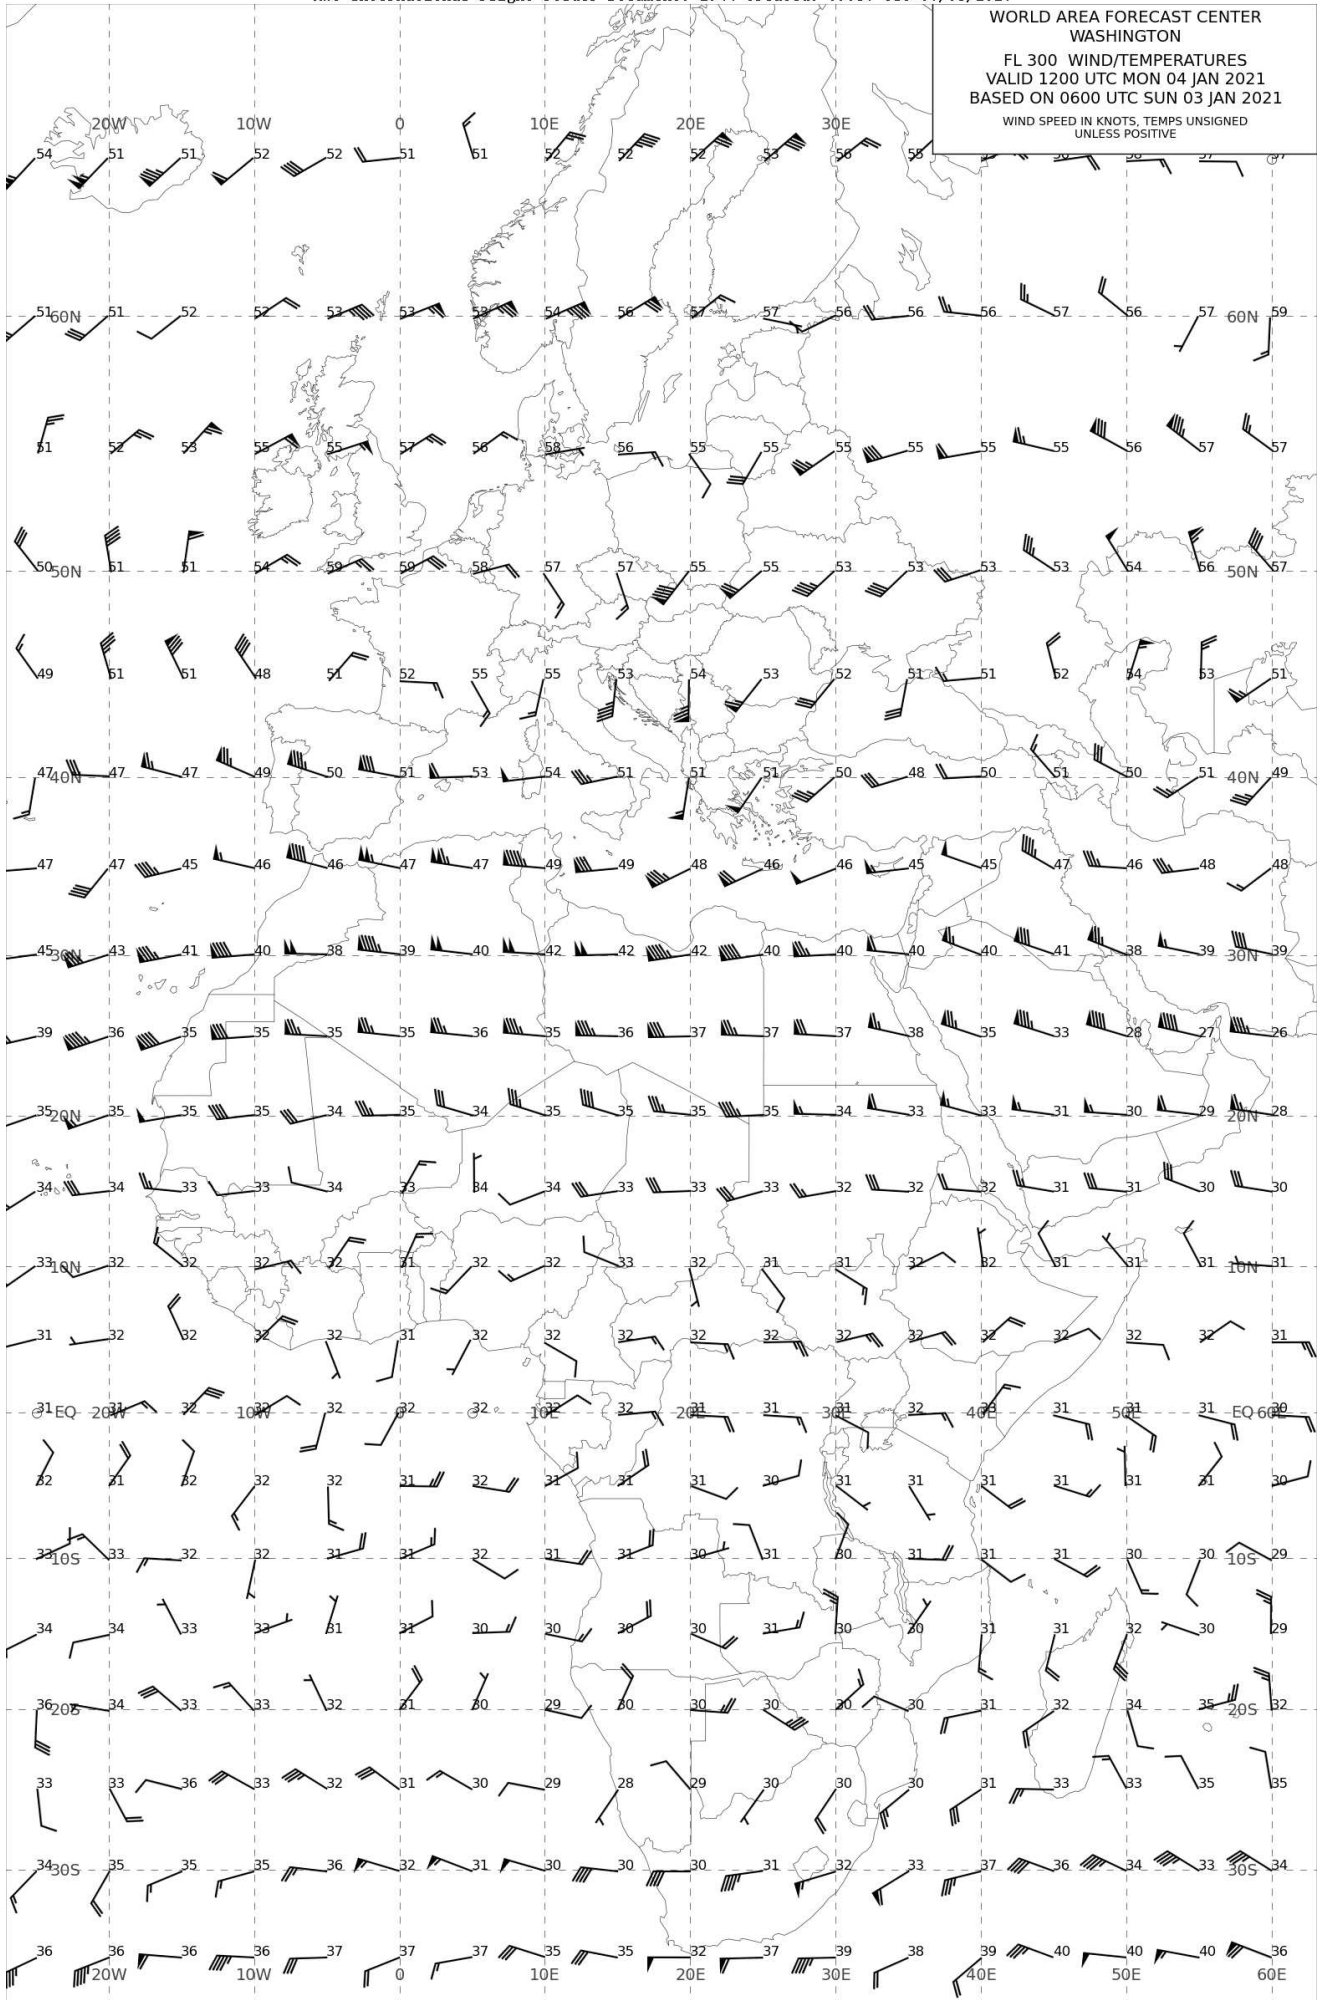 WORLD AREA FORECAST CENTER
WASHINGTON
FL 300 WIND/TEMPERATURES
VALID 1200 UTC MON 04 JAN 2021
BASED ON 0600 UTC SUN 03 JAN 2021
WIND SPEED IN KNOTS, TEMPS UNSIGNED
UNLESS POSITIVE
20W 10W 0 10E 20E 30E
54 51 51 52 52 51 51 52 52 52 53 56 55
51 60N 51 52 52 53 53 53 54 56 57 57 56 56 56 57 56 57 60N 59
51 52 53 55 55 57 56 58 56 55 55 55 55 55 55 56 57 57
50 50N 51 51 54 59 59 58 57 57 55 55 53 53 53 53 54 56 50N 57
49 51 51 48 51 52 55 55 53 54 53 52 51 51 52 54 53 51
47 40N 47 47 49 50 51 53 54 51 51 51 50 48 50 51 50 51 40N 49
47 47 45 46 46 47 47 49 49 48 46 46 45 45 47 46 48 48
45 30N 43 41 40 38 39 40 42 42 42 40 40 40 40 41 38 39 30N 39
39 36 35 35 35 35 36 35 36 37 37 37 38 35 33 28 27 26
35 20N 35 35 35 34 35 34 35 35 35 35 34 33 33 31 30 29 20N 28
34 34 33 33 34 33 34 34 33 33 33 32 32 32 31 31 30 30
33 10N 32 32 32 32 31 32 32 33 32 31 31 32 32 31 31 31 10N 31
31 32 32 32 32 31 32 32 32 32 32 32 32 32 32 32 32 31
31 EQ 20W 31 32 10W 32 32 0 32 32 10E 32 31 20E 31 31 30E 31 32 40E 33 31 50E 31 31 EQ 60E 30
32 31 32 32 32 31 32 31 31 31 30 31 31 31 31 31 31 30
33 10S 33 32 32 31 31 32 31 31 30 31 30 31 31 31 30 30 10S 29
34 34 33 33 31 31 30 30 30 30 31 30 30 31 31 32 30 29
36 20S 34 33 33 32 31 30 29 30 30 30 30 30 31 32 34 35 20S 32
33 33 36 33 32 31 30 29 28 29 30 30 30 31 33 33 35 35
34 30S 35 35 35 36 32 31 30 30 30 31 32 33 37 36 34 33 30S 34
36 36 36 36 37 37 37 35 35 32 37 39 38 39 40 40 40 36
20W 10W 0 10E 20E 30E 40E 50E 60E